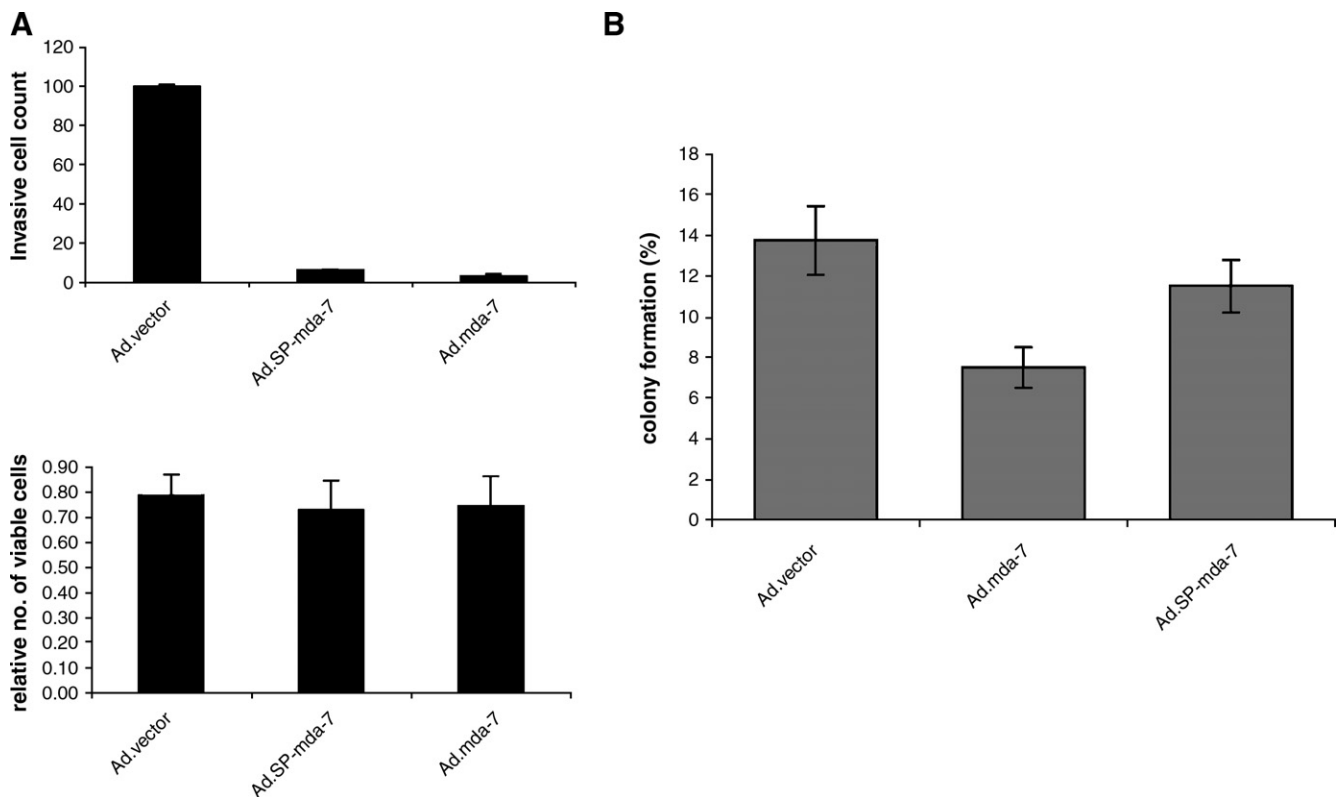 A
Invasive cell count
120
100
80
60
40
20
0
Ad.vector
Ad.SP-mda-7
Ad.mda-7
relative no. of viable cells
0.90
0.80
0.70
0.60
0.50
0.40
0.30
0.20
0.10
0.00
Ad.vector
Ad.SP-mda-7
Ad.mda-7
B
colony formation (%)
18
16
14
12
10
8
6
4
2
0
Ad.vector
Ad.mda-7
Ad.SP-mda-7